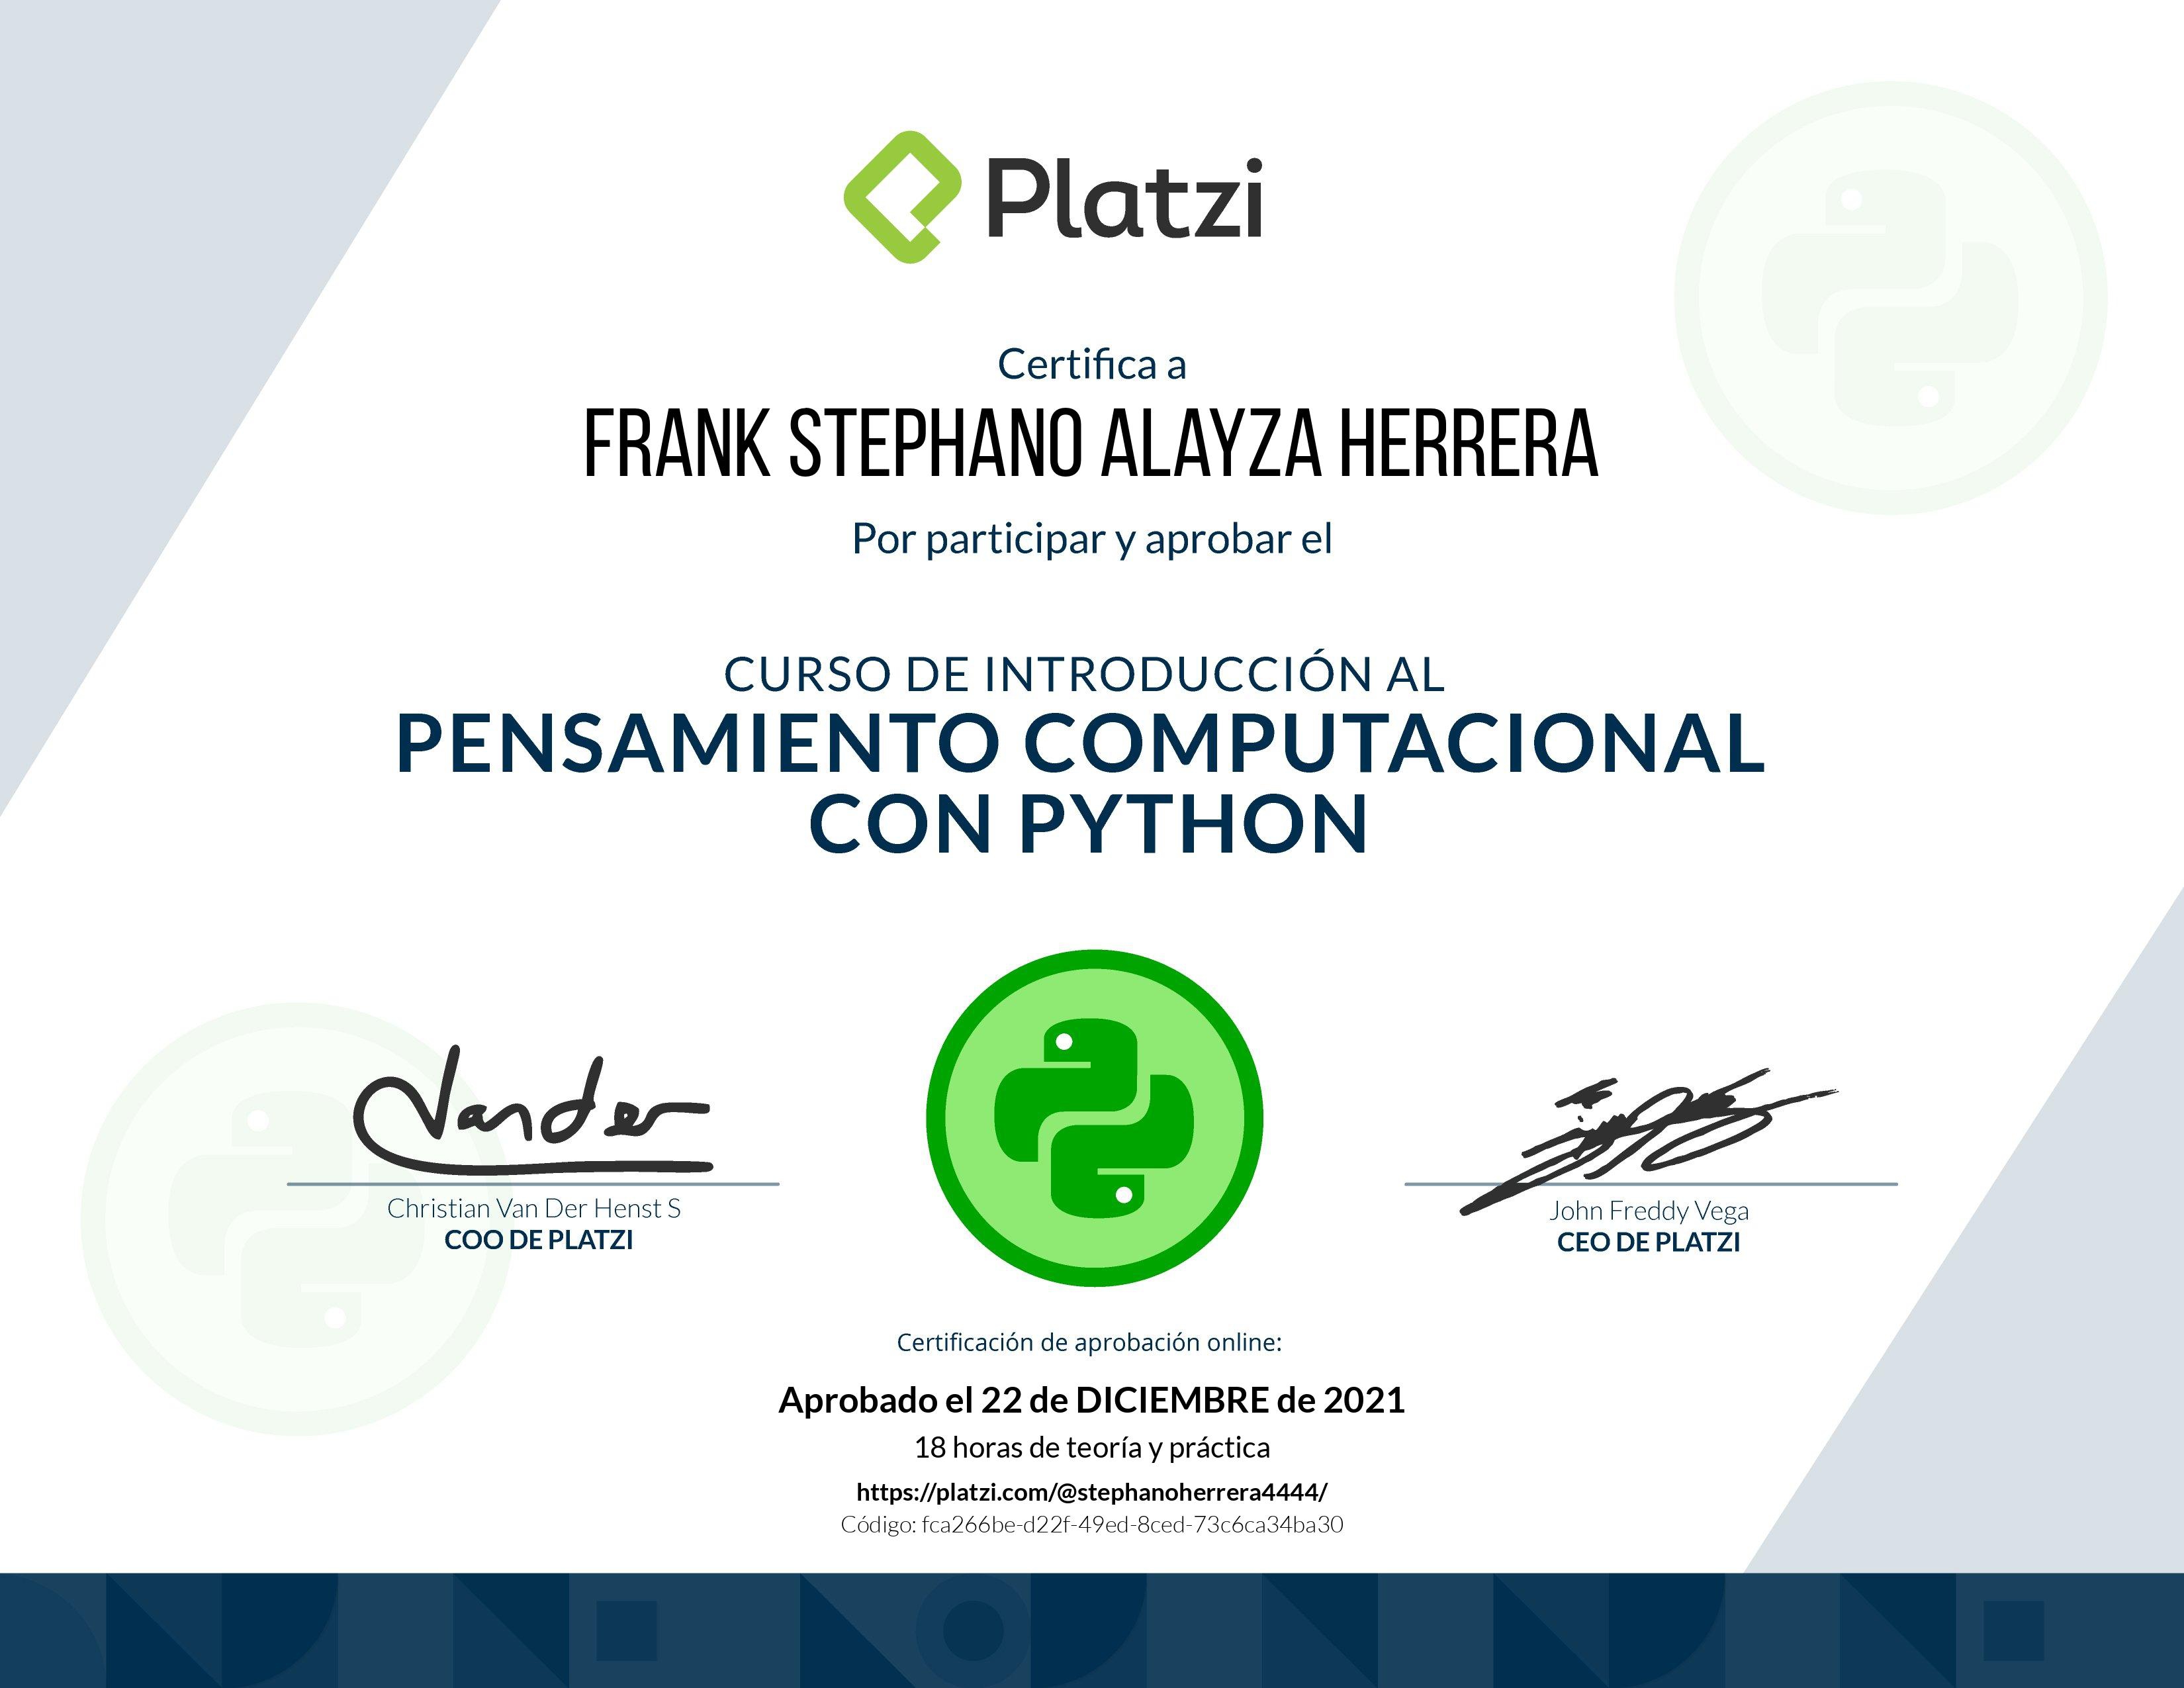 Platzi
Certifica a
FRANK STEPHANO ALAYZA HERRERA
Por participar y aprobar el
CURSO DE INTRODUCCIÓN AL
PENSAMIENTO COMPUTACIONAL
CON PYTHON
Vander
Christian Van Der Henst S
COO DE PLATZI
John Freddy Vega
CEO DE PLATZI
Certificación de aprobación online:
Aprobado el 22 de DICIEMBRE de 2021
18 horas de teoría y práctica
https://platzi.com/@stephanoherrera4444/
Código: fca266be-d22f-49ed-8ced-73c6ca34ba30